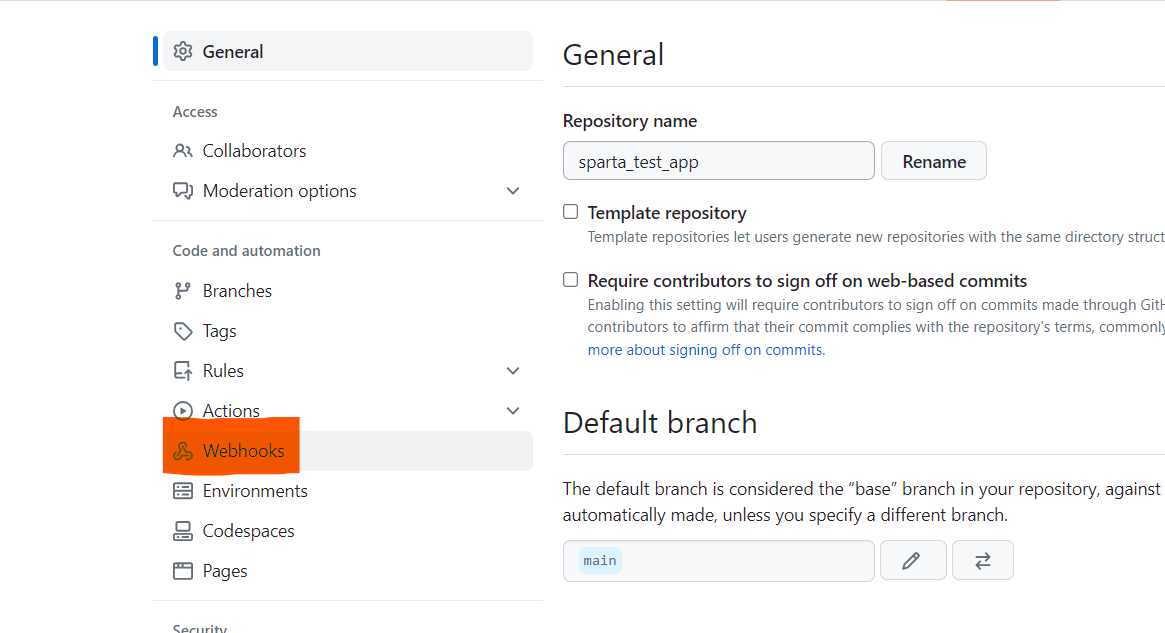 General
Access
Collaborators
Moderation options
Code and automation
Branches
Tags
Rules
Actions
Webhooks
Environments
Codespaces
Pages
Security
General
Repository name
sparta_test_app
Rename
Template repository
Template repositories let users generate new repositories with the same directory struct
Require contributors to sign off on web-based commits
Enabling this setting will require contributors to sign off on commits made through GitH
contributors to affirm that their commit complies with the repository's terms, commonly
more about signing off on commits.
Default branch
The default branch is considered the “base” branch in your repository, against
automatically made, unless you specify a different branch.
main